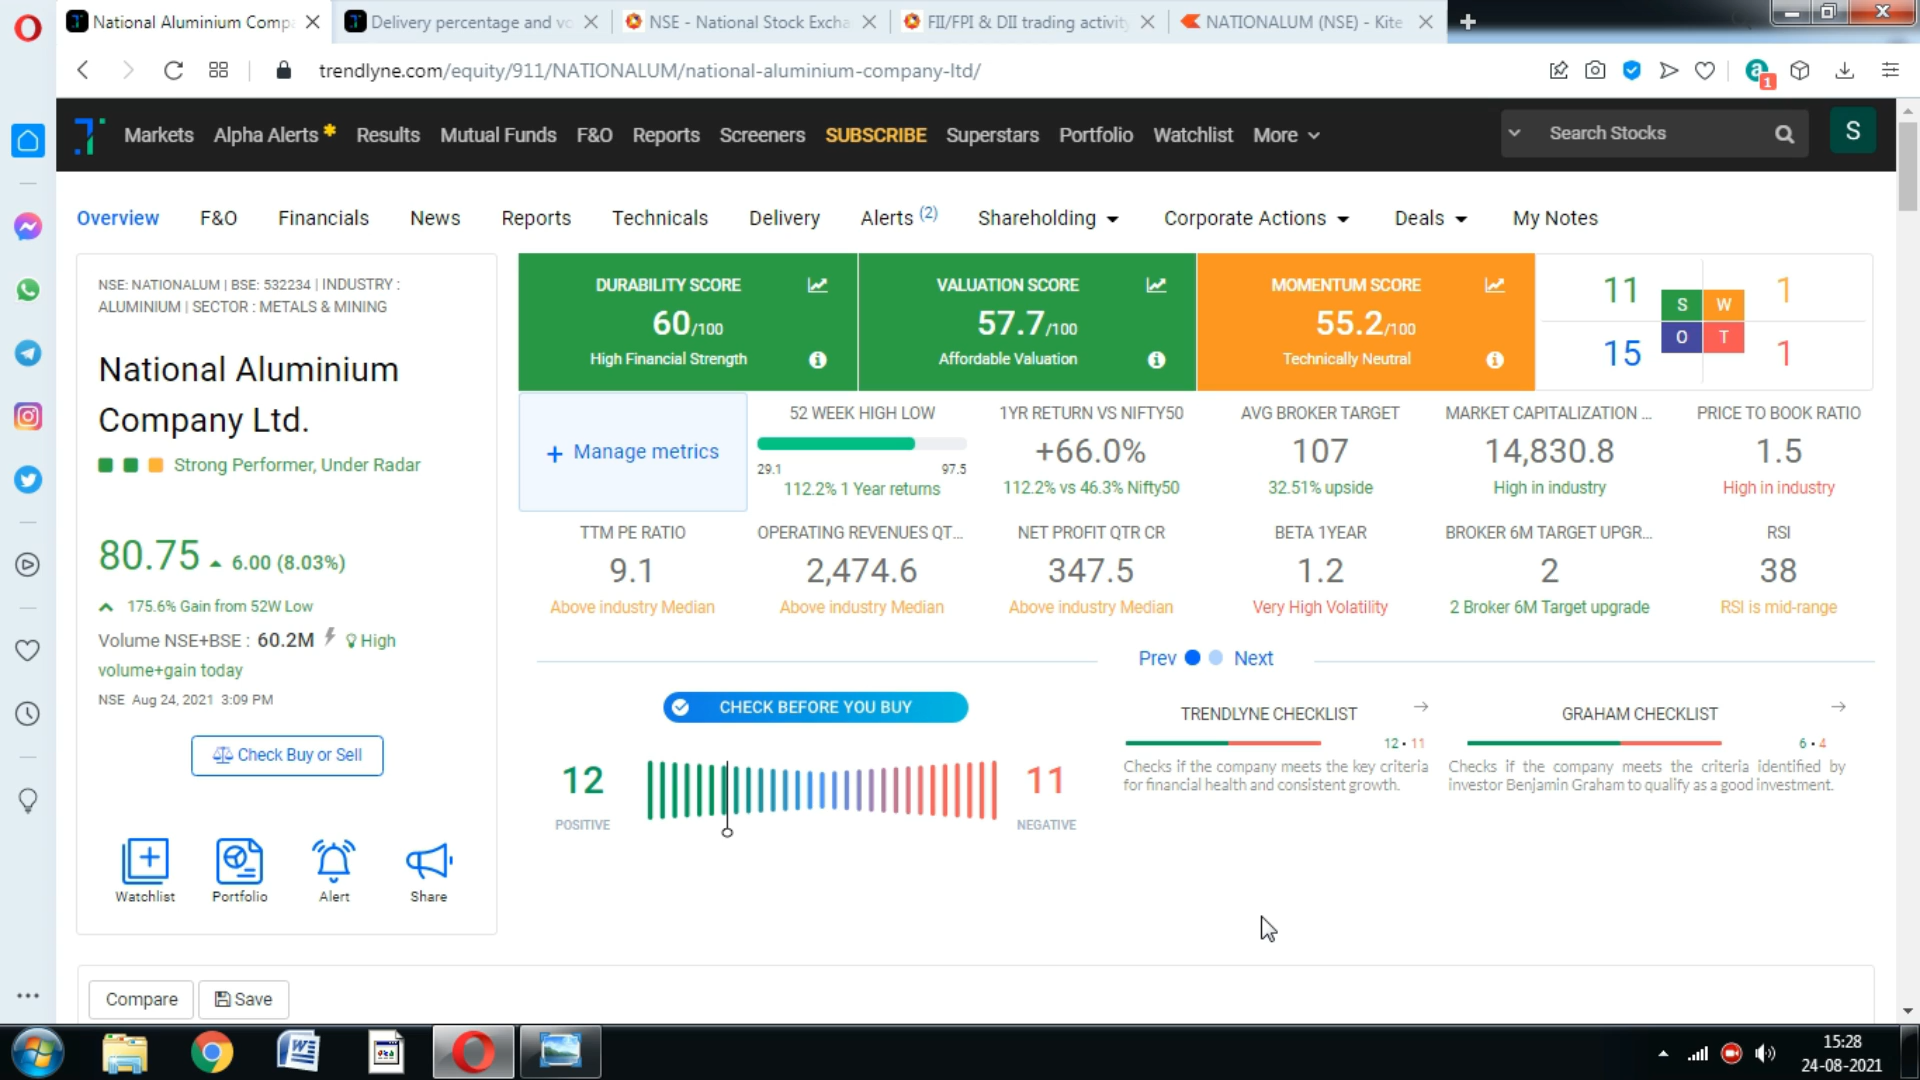 National Aluminium Comp
Delivery percentage and vo
NSE - National Stock Excha
FII/FPI & DII trading activity
NATIONALUM (NSE) - Kite
trendlyne.com/equity/911/NATIONALUM/national-aluminium-company-ltd/
1
Markets Alpha Alerts Results Mutual Funds F&O Reports Screeners SUBSCRIBE Superstars Portfolio Watchlist More
Search Stocks
S
Overview F&O Financials News Reports Technicals Delivery Alerts (2) Shareholding Corporate Actions Deals My Notes
NSE: NATIONALUM | BSE: 532234 | INDUSTRY :
ALUMINIUM | SECTOR : METALS & MINING
National Aluminium
Company Ltd.
Strong Performer, Under Radar
80.75 6.00 (8.03%)
175.6% Gain from 52W Low
Volume NSE+BSE : 60.2M High
volume+gain today
NSE Aug 24, 2021 3:09 PM
Check Buy or Sell
Watchlist Portfolio Alert Share
DURABILITY SCORE
60/100
High Financial Strength
VALUATION SCORE
57.7/100
Affordable Valuation
MOMENTUM SCORE
55.2/100
Technically Neutral
11 S W 1
15 O T 1
Manage metrics
52 WEEK HIGH LOW
29.1 97.5
112.2% 1 Year returns
1YR RETURN VS NIFTY50
+66.0%
112.2% vs 46.3% Nifty50
AVG BROKER TARGET
107
32.51% upside
MARKET CAPITALIZATION ...
14,830.8
High in industry
PRICE TO BOOK RATIO
1.5
High in industry
TTM PE RATIO
9.1
Above industry Median
OPERATING REVENUES QT...
2,474.6
Above industry Median
NET PROFIT QTR CR
347.5
Above industry Median
BETA 1YEAR
1.2
Very High Volatility
BROKER 6M TARGET UPGR...
2
2 Broker 6M Target upgrade
RSI
38
RSI is mid-range
Prev Next
CHECK BEFORE YOU BUY
12
POSITIVE
11
NEGATIVE
TRENDLYNE CHECKLIST
12 • 11
Checks if the company meets the key criteria
for financial health and consistent growth.
GRAHAM CHECKLIST
6 • 4
Checks if the company meets the criteria identified by
investor Benjamin Graham to qualify as a good investment.
Compare Save
15:28
24-08-2021